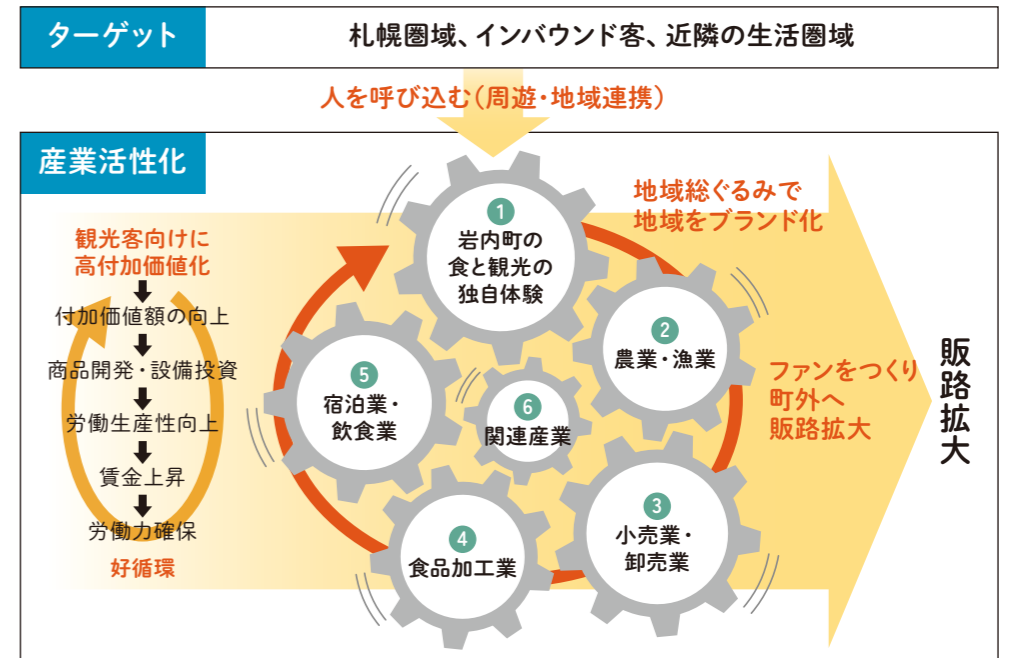 ターゲット
札幌圏域、インバウンド客、近隣の生活圏域
人を呼び込む（周遊・地域連携）
産業活性化
観光客向けに
高付加価値化
付加価値額の向上
商品開発・設備投資
労働生産性向上
賃金上昇
労働力確保
好循環
1
岩内町の
食と観光の
独自体験
2
農業・漁業
3
小売業・
卸売業
4
食品加工業
5
宿泊業・
飲食業
6
関連産業
地域総ぐるみで
地域をブランド化
ファンをつくり
町外へ
販路拡大
販路拡大